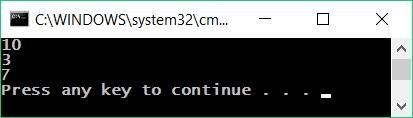 C:\WINDOWS\system32\cm...
10
3
7
Press any key to continue . . .